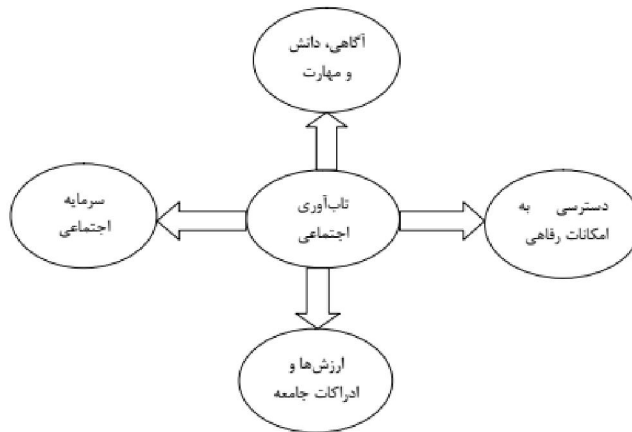 آگاهی، دانش
و مهارت
سرمایه
اجتماعی
تاب‌آوری
اجتماعی
دسترسی به
امکانات رفاهی
ارزش‌ها و
ادراکات جامعه